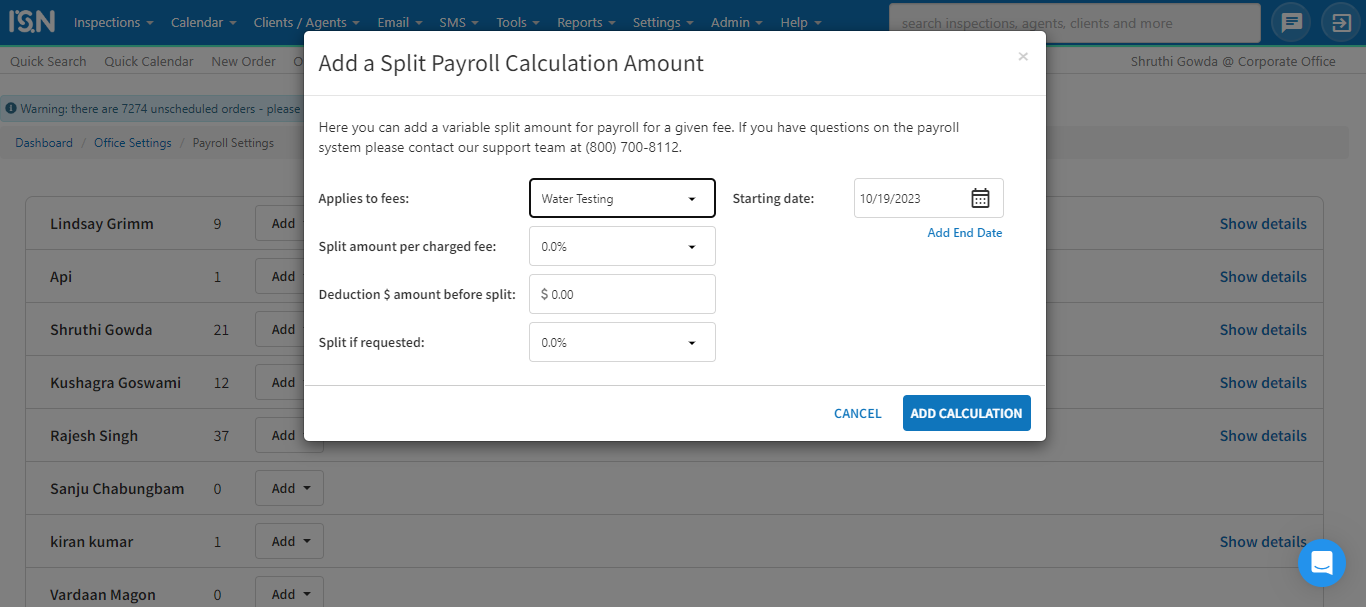 ISN Inspections Calendar Clients / Agents Email SMS Tools Reports Settings Admin Help search inspections, agents, clients and more
Quick Search Quick Calendar New Order Shruthi Gowda @ Corporate Office
Warning: there are 7274 unscheduled orders - please
Dashboard / Office Settings / Payroll Settings
Add a Split Payroll Calculation Amount ×
Here you can add a variable split amount for payroll for a given fee. If you have questions on the payroll
system please contact our support team at (800) 700-8112.
Applies to fees: Water Testing Starting date: 10/19/2023
Add End Date
Split amount per charged fee: 0.0%
Deduction $ amount before split: $ 0.00
Split if requested: 0.0%
CANCEL ADD CALCULATION
Lindsay Grimm 9 Add Show details
Api 1 Add Show details
Shruthi Gowda 21 Add Show details
Kushagra Goswami 12 Add Show details
Rajesh Singh 37 Add Show details
Sanju Chabungbam 0 Add
kiran kumar 1 Add Show details
Vardaan Magon 0 Add